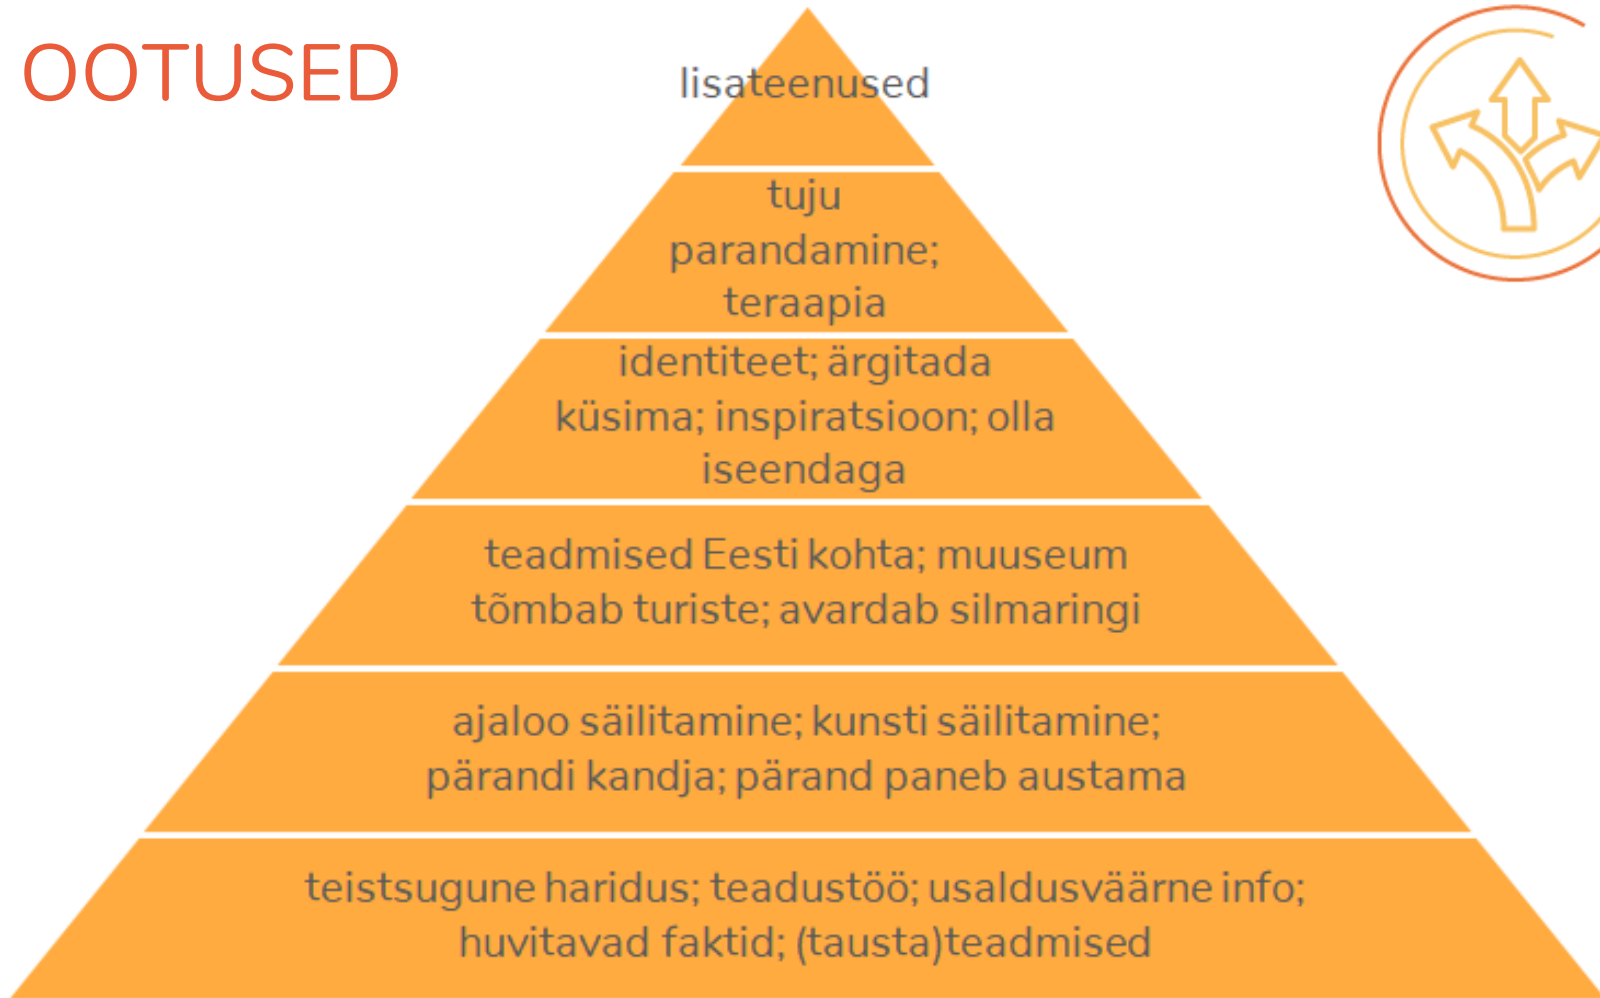 OOTUSED
lisateenused
tuju
parandamine;
teraapia
identiteet; ärgitada
küsima; inspiratsioon; olla
iseendaga
teadmised Eesti kohta; muuseum
tõmbab turiste; avardab silmaringi
ajaloo säilitamine; kunsti säilitamine;
pärandi kandja; pärand paneb austama
teistsugune haridus; teadustöö; usaldusväärne info;
huvitavad faktid; (tausta)teadmised